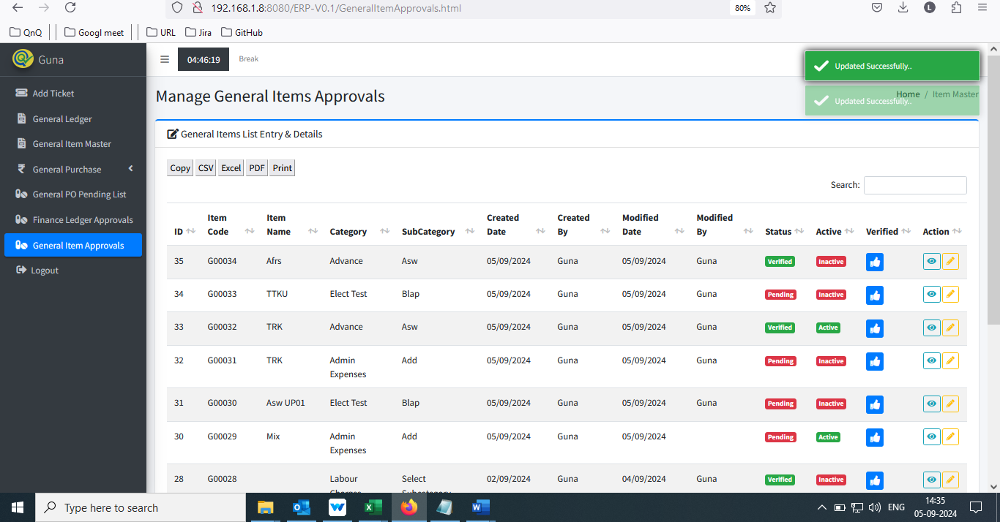 192.168.1.8:8080/ERP-V0.1/GeneralItemApprovals.html
80%
L
QnQ
Googl meet
URL
Jira
GitHub
Guna
04:46:19
Break
Updated Successfully..
Updated Successfully..
Home / Item Master
Add Ticket
General Ledger
General Item Master
General Purchase
General PO Pending List
Finance Ledger Approvals
General Item Approvals
Logout
Manage General Items Approvals
General Items List Entry & Details
Copy CSV Excel PDF Print
Search:
ID Item Code Item Name Category SubCategory Created Date Created By Modified Date Modified By Status Active Verified Action
35 G00034 Afrs Advance Asw 05/09/2024 Guna 05/09/2024 Guna Verified Inactive
34 G00033 TTKU Elect Test Blap 05/09/2024 Guna 05/09/2024 Guna Pending Inactive
33 G00032 TRK Advance Asw 05/09/2024 Guna 05/09/2024 Guna Verified Active
32 G00031 TRK Admin Expenses Add 05/09/2024 Guna 05/09/2024 Guna Pending Inactive
31 G00030 Asw UP01 Elect Test Blap 05/09/2024 Guna 05/09/2024 Guna Pending Inactive
30 G00029 Mix Admin Expenses Add 05/09/2024 Guna 05/09/2024 Pending Active
28 G00028 Labour Select 02/09/2024 Guna 04/09/2024 Guna Verified Inactive
Type here to search
W
X
W
ENG
14:35
05-09-2024